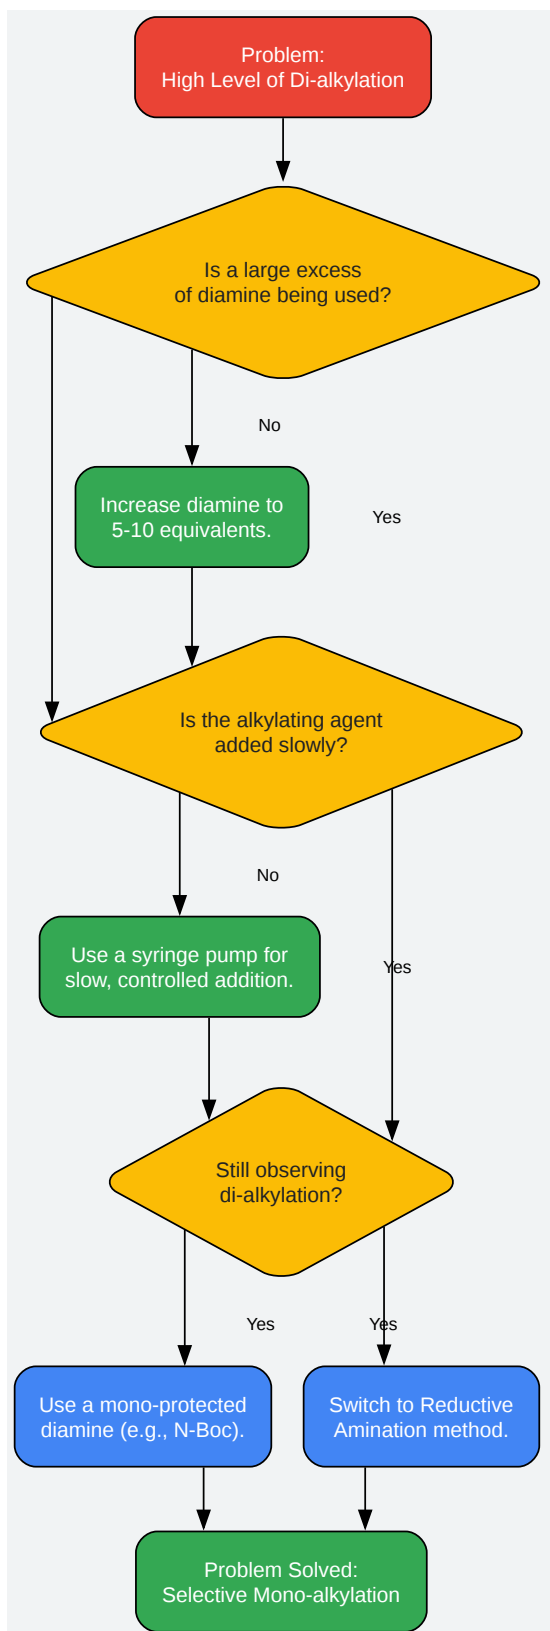 Problem:
High Level of Di-alkylation
Is a large excess
of diamine being used?
No
Increase diamine to
5-10 equivalents.
Yes
Is the alkylating agent
added slowly?
No
Use a syringe pump for
slow, controlled addition.
Yes
Still observing
di-alkylation?
Yes
Yes
Use a mono-protected
diamine (e.g., N-Boc).
Switch to Reductive
Amination method.
Problem Solved:
Selective Mono-alkylation